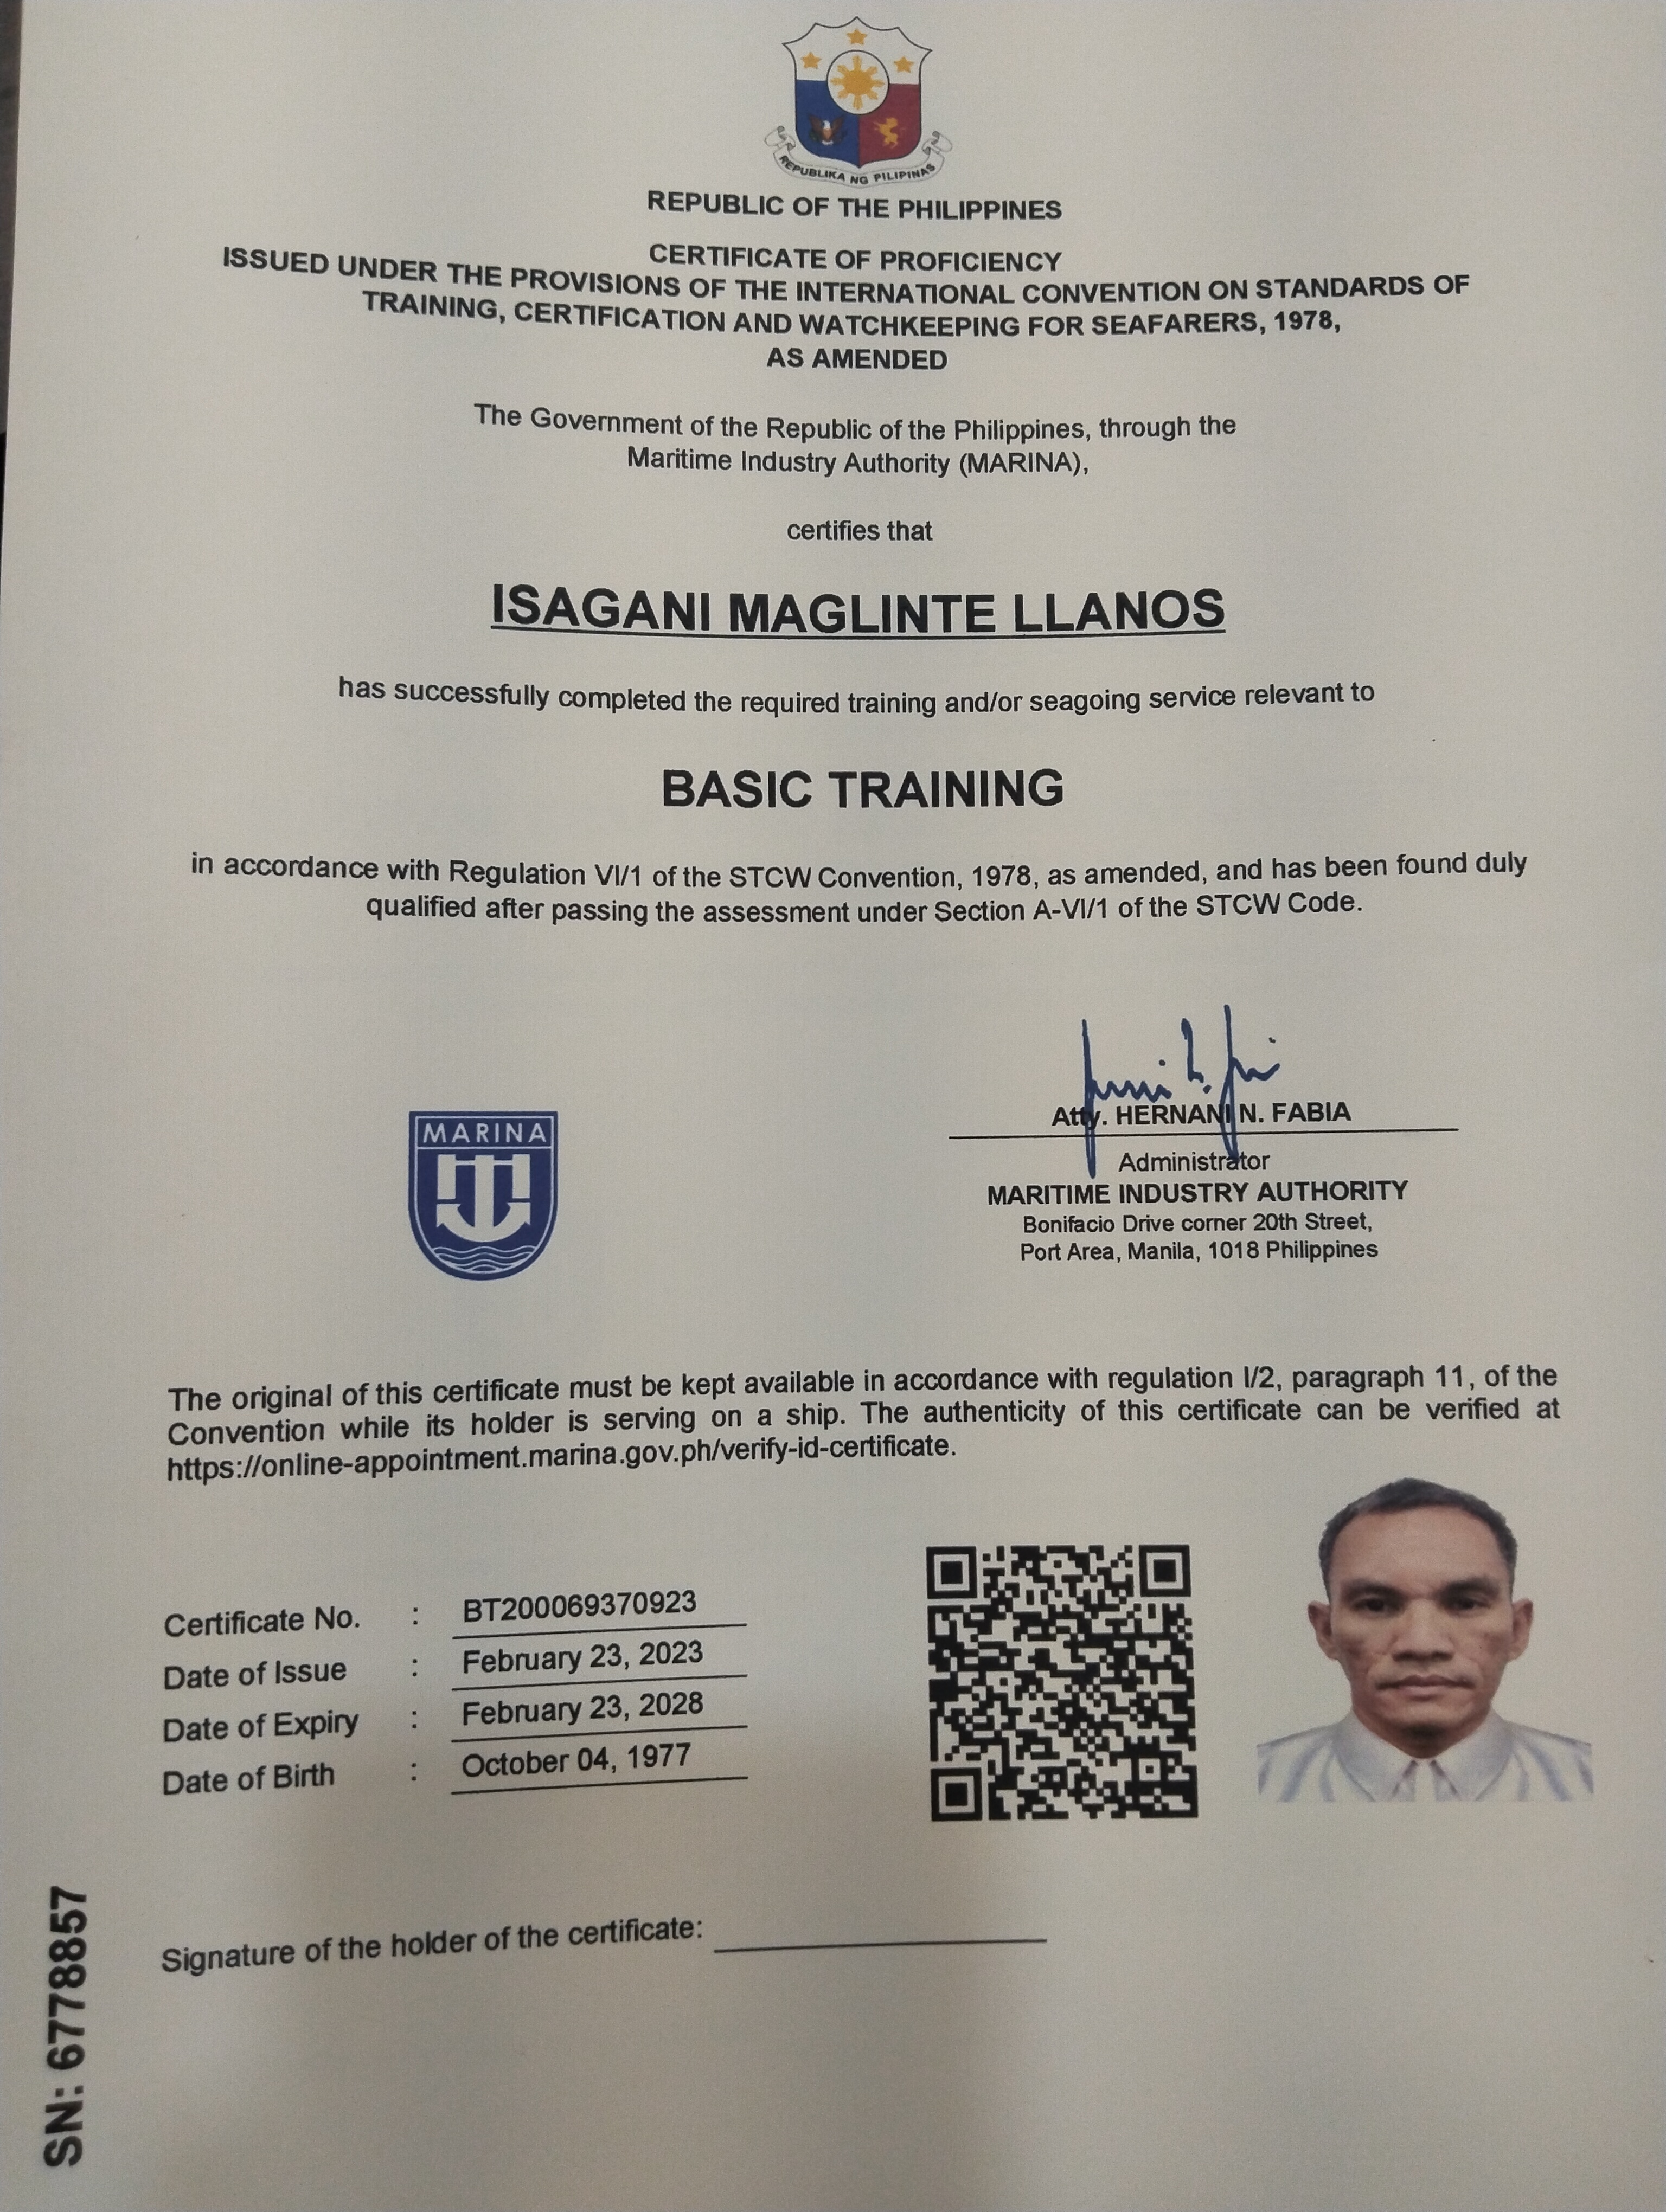 REPUBLIKA NG PILIPINAS
REPUBLIC OF THE PHILIPPINES
CERTIFICATE OF PROFICIENCY
ISSUED UNDER THE PROVISIONS OF THE INTERNATIONAL CONVENTION ON STANDARDS OF
TRAINING, CERTIFICATION AND WATCHKEEPING FOR SEAFARERS, 1978,
AS AMENDED
The Government of the Republic of the Philippines, through the
Maritime Industry Authority (MARINA),
certifies that
ISAGANI MAGLINTE LLANOS
has successfully completed the required training and/or seagoing service relevant to
BASIC TRAINING
in accordance with Regulation VI/1 of the STCW Convention, 1978, as amended, and has been found duly
qualified after passing the assessment under Section A-VI/1 of the STCW Code.
MARINA
Atty. HERNANI N. FABIA
Administrator
MARITIME INDUSTRY AUTHORITY
Bonifacio Drive corner 20th Street,
Port Area, Manila, 1018 Philippines
The original of this certificate must be kept available in accordance with regulation I/2, paragraph 11, of the
Convention while its holder is serving on a ship. The authenticity of this certificate can be verified at
https://online-appointment.marina.gov.ph/verify-id-certificate.
Certificate No. : BT200069370923
Date of Issue : February 23, 2023
Date of Expiry : February 23, 2028
Date of Birth : October 04, 1977
Signature of the holder of the certificate:
SN: 6778857